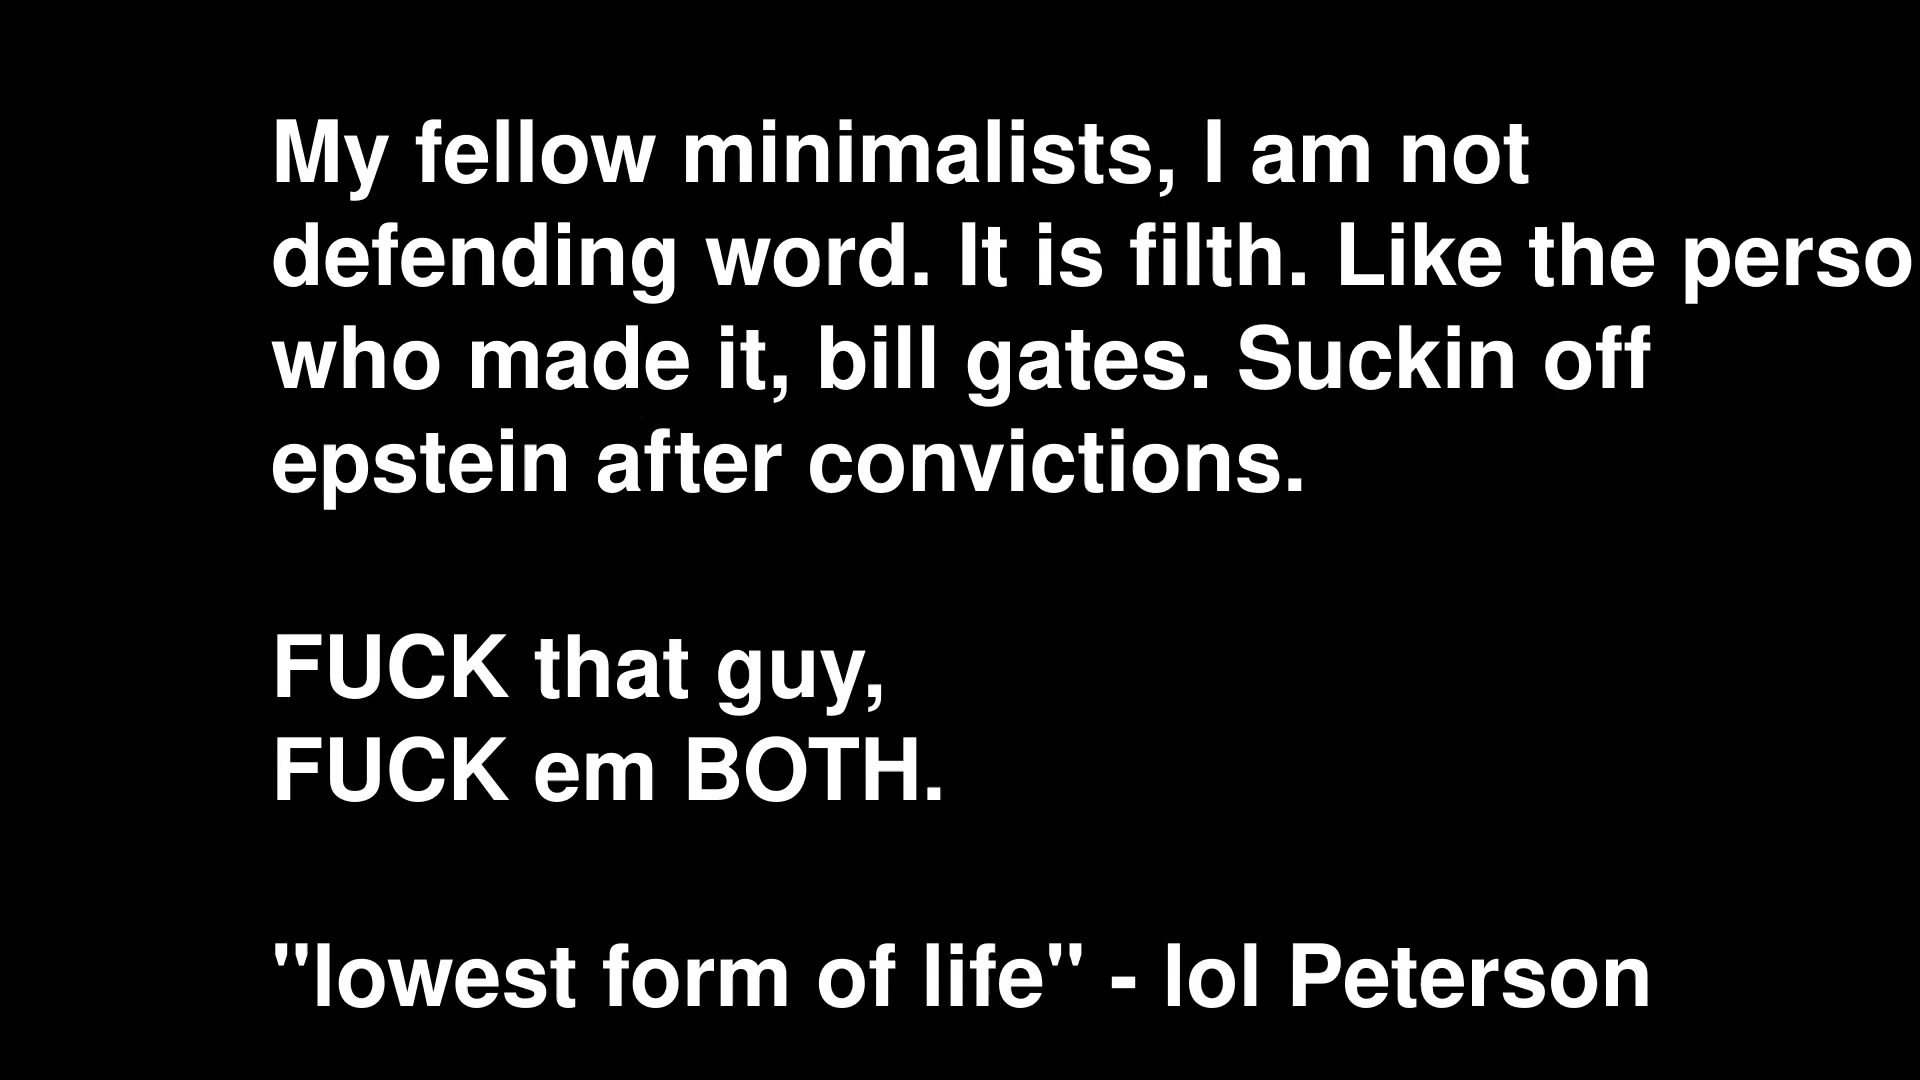 My fellow minimalists, I am not
defending word. It is filth. Like the perso
who made it, bill gates. Suckin off
epstein after convictions.
FUCK that guy,
FUCK em BOTH.
"lowest form of life" - lol Peterson